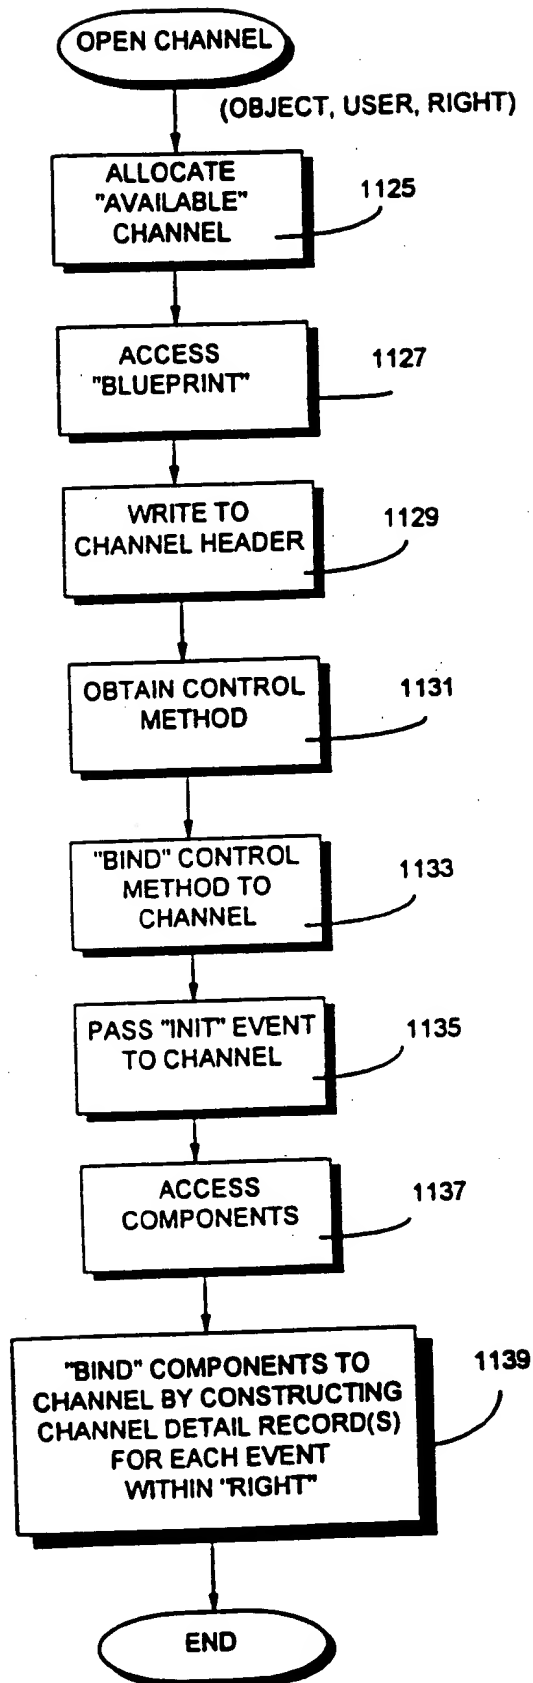 OPEN CHANNEL
(OBJECT, USER, RIGHT)
ALLOCATE
"AVAILABLE"
CHANNEL
1125
ACCESS
"BLUEPRINT"
1127
WRITE TO
CHANNEL HEADER
1129
OBTAIN CONTROL
METHOD
1131
"BIND" CONTROL
METHOD TO
CHANNEL
1133
PASS "INIT" EVENT
TO CHANNEL
1135
ACCESS
COMPONENTS
1137
"BIND" COMPONENTS TO
CHANNEL BY CONSTRUCTING
CHANNEL DETAIL RECORD(S)
FOR EACH EVENT
WITHIN "RIGHT"
1139
END